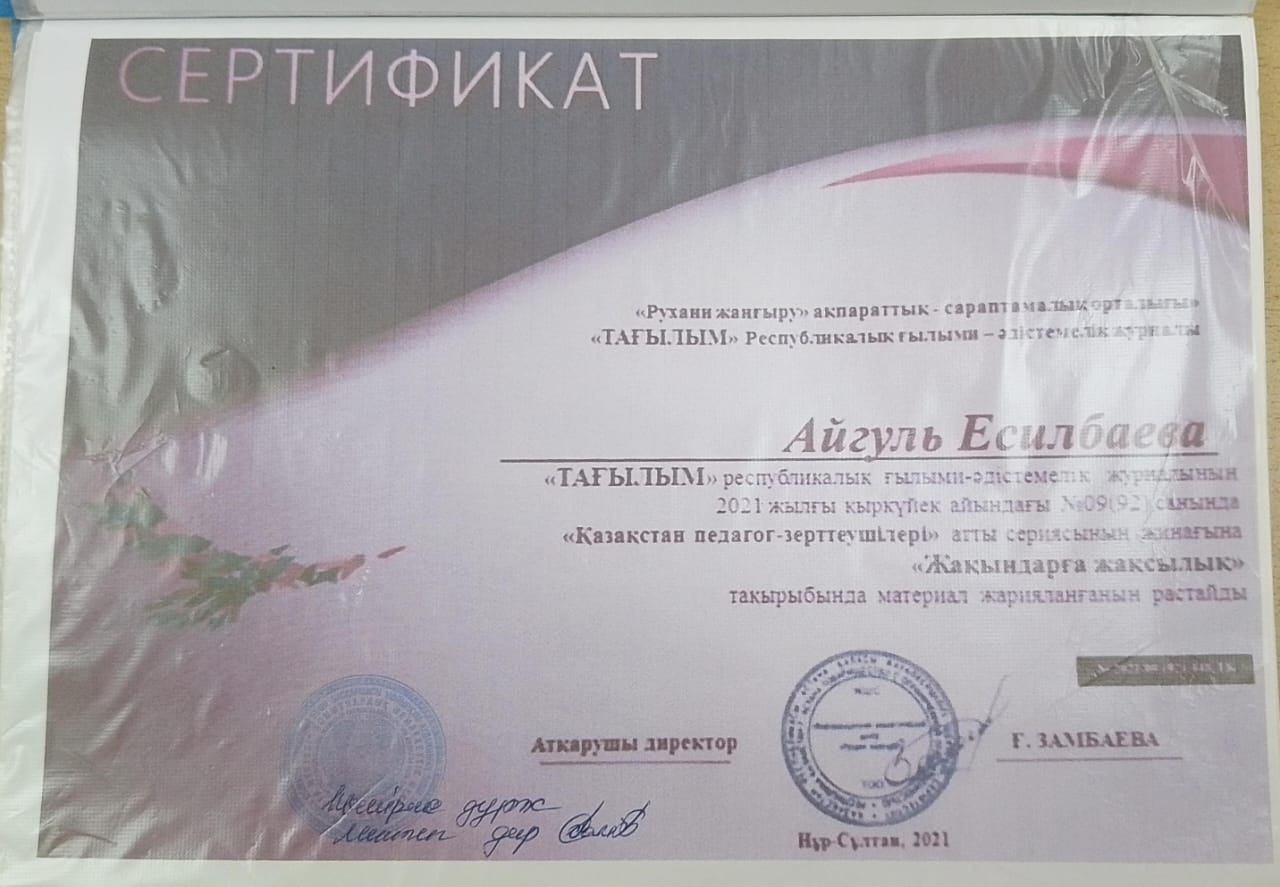 СЕРТИФИКАТ
«Рухани жанғыру» ақпараттық - сараптамалық орталығы»
«ТАҒЫЛЫМ» Республикалық ғылыми – әдістемелік журналы
Айгуль Есилбаева
«ТАҒЫЛЫМ» республикалық ғылыми-әдістемелік журналының
2021 жылғы қыркүйек айындағы №09(92) санында
«Қазақстан педагог-зерттеушілері» атты сериясының жинағына
«Жақындарға жақсылық»
тақырыбында материал жарияланғанын растайды
Атқарушы директор
Ғ. ЗАМБАЕВА
Нұр-Сұлтан, 2021